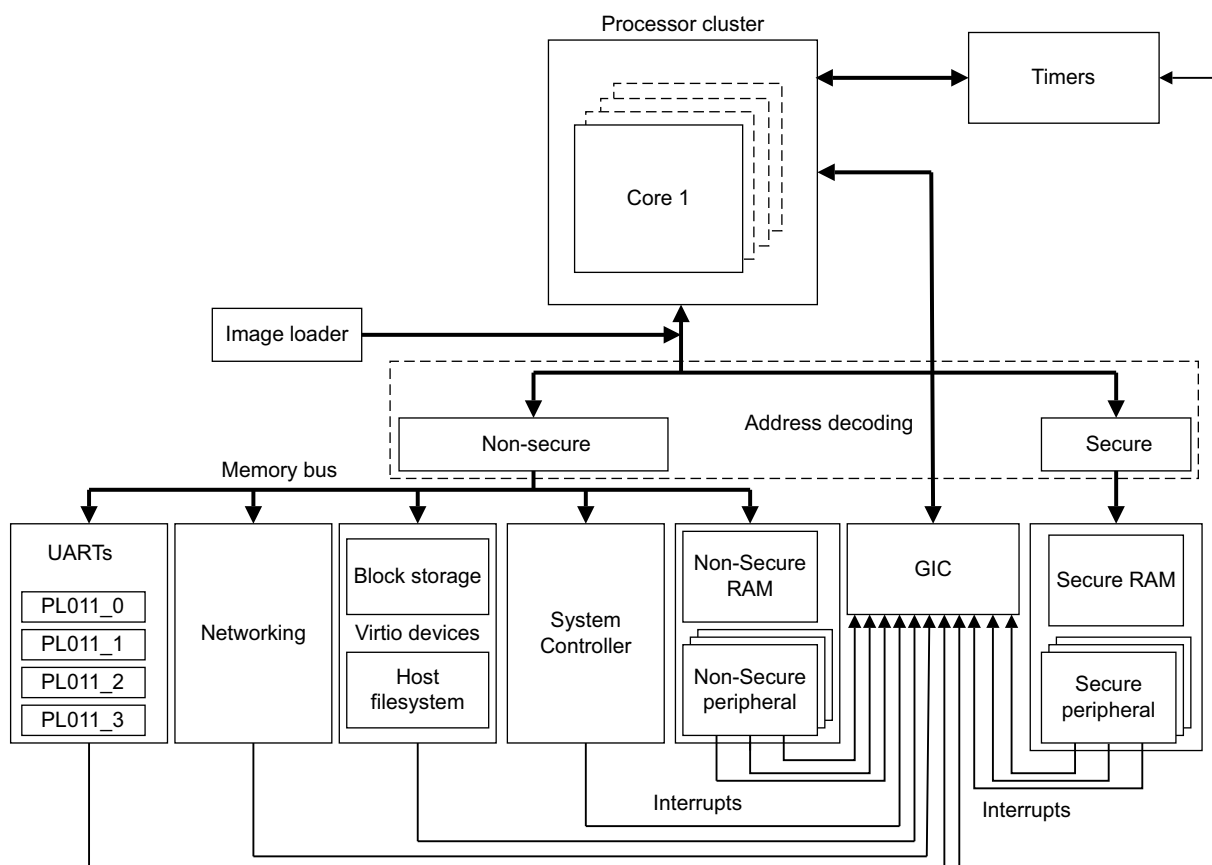 Processor cluster
Timers
Core 1
Image loader
Address decoding
Non-secure
Secure
Memory bus
UARTs
PL011_0
PL011_1
PL011_2
PL011_3
Networking
Block storage
Virtio devices
Host
filesystem
System
Controller
Non-Secure
RAM
Non-Secure
peripheral
GIC
Secure RAM
Secure
peripheral
Interrupts
Interrupts